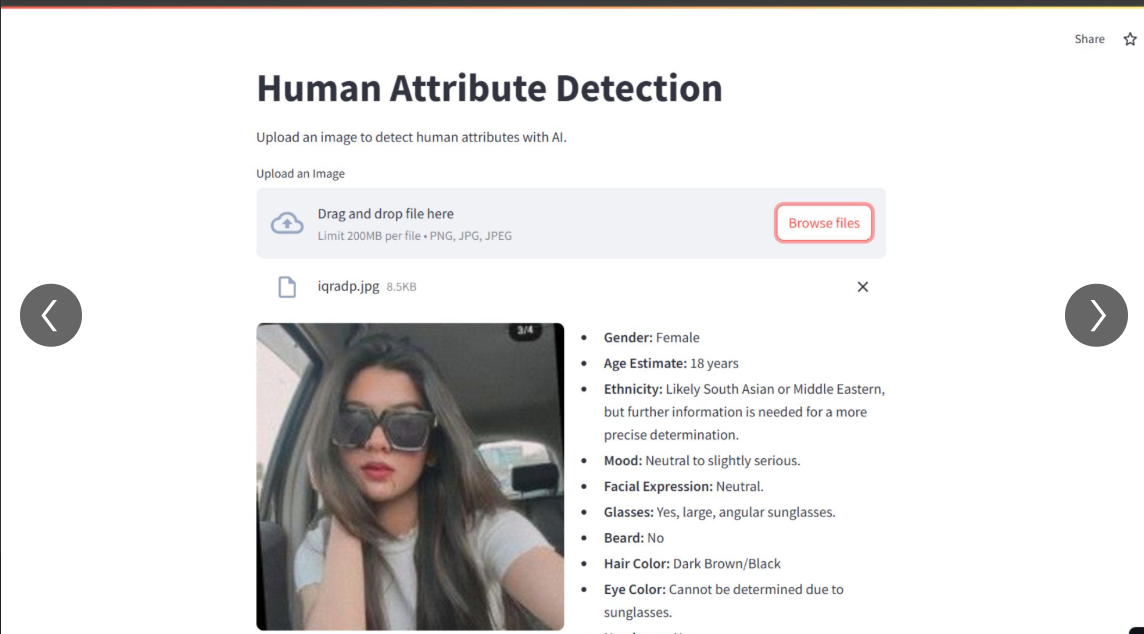 Share
Human Attribute Detection
Upload an image to detect human attributes with AI.
Upload an Image
Drag and drop file here
Limit 200MB per file • PNG, JPG, JPEG
Browse files
iqradp.jpg 8.5KB
3/4
• Gender: Female
• Age Estimate: 18 years
• Ethnicity: Likely South Asian or Middle Eastern,
but further information is needed for a more
precise determination.
• Mood: Neutral to slightly serious.
• Facial Expression: Neutral.
• Glasses: Yes, large, angular sunglasses.
• Beard: No
• Hair Color: Dark Brown/Black
• Eye Color: Cannot be determined due to
sunglasses.